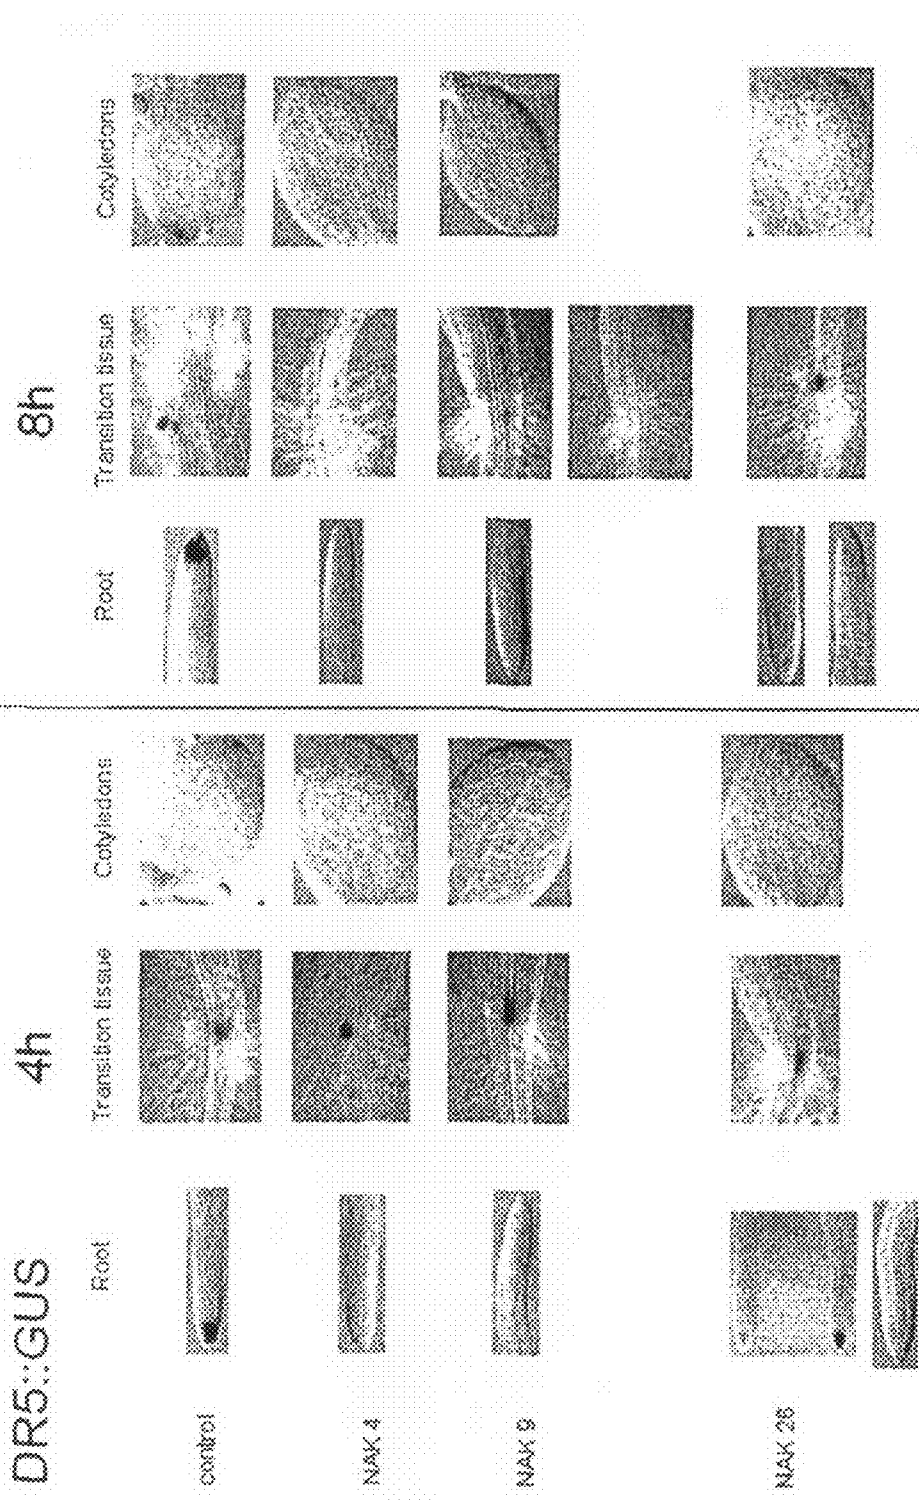 DR5::GUS
4h
8h
Root
Transition tissue
Cotyledons
Root
Transition tissue
Cotyledons
control
NAK 4
NAK 9
NAK 26